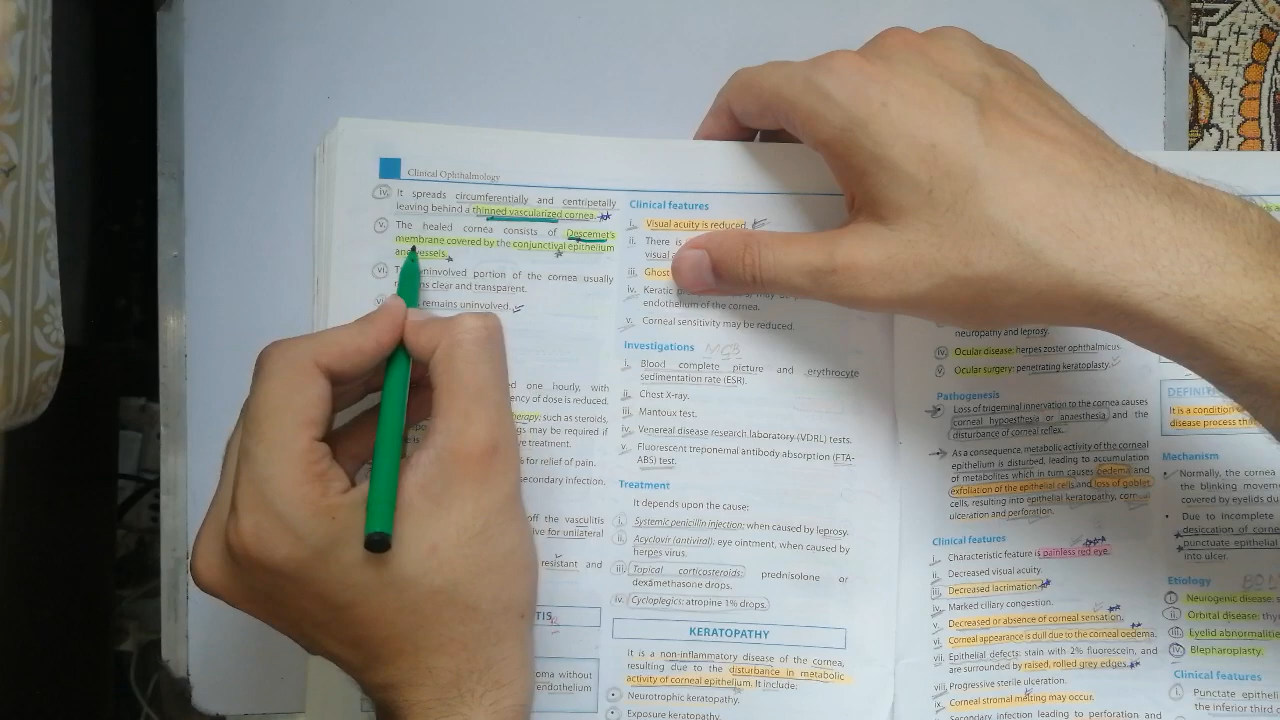 Clinical Ophthalmology
iv. It spreads circumferentially and centripetally
leaving behind a thinned vascularized cornea.
v. The healed cornea consists of Descemet's
membrane covered by the conjunctival epithelium
and vessels.
vi. uninvolved portion of the cornea usually
clear and transparent.
remains uninvolved.
one hourly, with
of dose is reduced.
such as steroids,
may be required if
treatment.
for relief of pain.
secondary infection.
off the vasculitis
for unilateral
resistant and
without
endothelium
Clinical features
i. Visual acuity is reduced.
ii. There is
visual
iii. Ghost
iv. Keratic
endothelium of the cornea.
v. Corneal sensitivity may be reduced.
Investigations MCB
i. Blood complete picture and erythrocyte
sedimentation rate (ESR).
ii. Chest X-ray.
iii. Mantoux test.
iv. Venereal disease research laboratory (VDRL) tests.
v. Fluorescent treponemal antibody absorption (FTA-
ABS) test.
Treatment
It depends upon the cause:
i. Systemic penicillin injection: when caused by leprosy.
ii. Acyclovir (antiviral): eye ointment, when caused by
herpes virus.
iii. Topical corticosteroids: prednisolone or
dexamethasone drops.
iv. Cycloplegics: atropine 1% drops.
KERATOPATHY
It is a non-inflammatory disease of the cornea,
resulting due to the disturbance in metabolic
activity of corneal epithelium. It include:
• Neurotrophic keratopathy.
• Exposure keratopathy.
neuropathy and leprosy.
iv. Ocular disease: herpes zoster ophthalmicus.
v. Ocular surgery: penetrating keratoplasty.
Pathogenesis
Loss of trigeminal innervation to the cornea causes
corneal hypoesthesia or anaesthesia, and the
disturbance of corneal reflex.
As a consequence, metabolic activity of the corneal
epithelium is disturbed, leading to accumulation
of metabolites which in turn causes oedema and
exfoliation of the epithelial cells and loss of goblet
cells, resulting into epithelial keratopathy, corneal
ulceration and perforation.
Clinical features
i. Characteristic feature is painless red eye.
ii. Decreased visual acuity.
iii. Decreased lacrimation.
iv. Marked ciliary congestion.
v. Decreased or absence of corneal sensation.
vi. Corneal appearance is dull due to the corneal oedema.
vii. Epithelial defects: stain with 2% fluorescein, and
are surrounded by raised, rolled grey edges.
viii. Progressive sterile ulceration.
ix. Corneal stromal melting may occur.
Secondary infection leading to perforation and
It is a condition
disease process
Mechanism
• Normally, the cornea
the blinking
covered by eyelids
• Due to incomplete
desiccation of
punctuate epithelial
into ulcer.
Etiology
i. Neurogenic disease
ii. Orbital disease:
iii. Eyelid
iv. Blepharoplasty.
Clinical features
i. Punctate
the inferior third